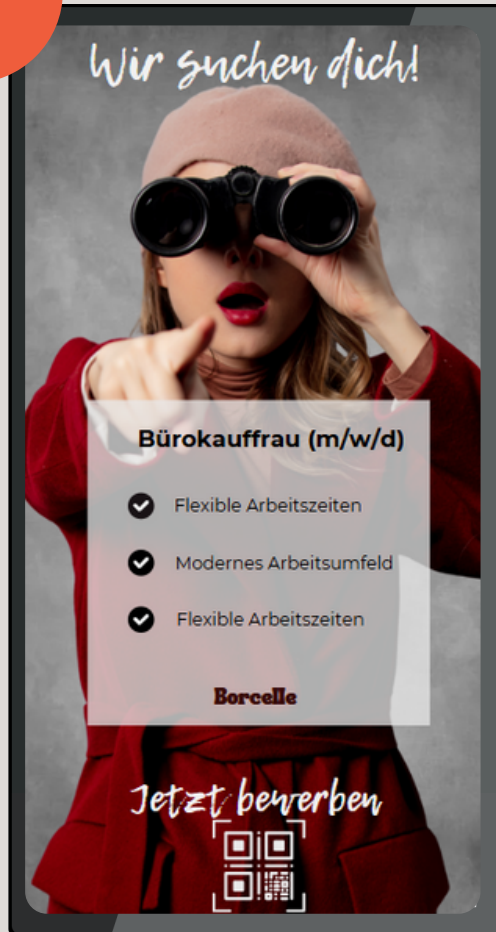 Wir suchen dich!
Bürokauffrau (m/w/d)
Flexible Arbeitszeiten
Modernes Arbeitsumfeld
Flexible Arbeitszeiten
Borcelle
Jetzt bewerben